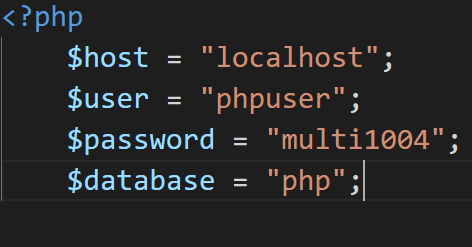 <?php
$host = "localhost";
$user = "phpuser";
$password = "multi1004";
$database = "php";